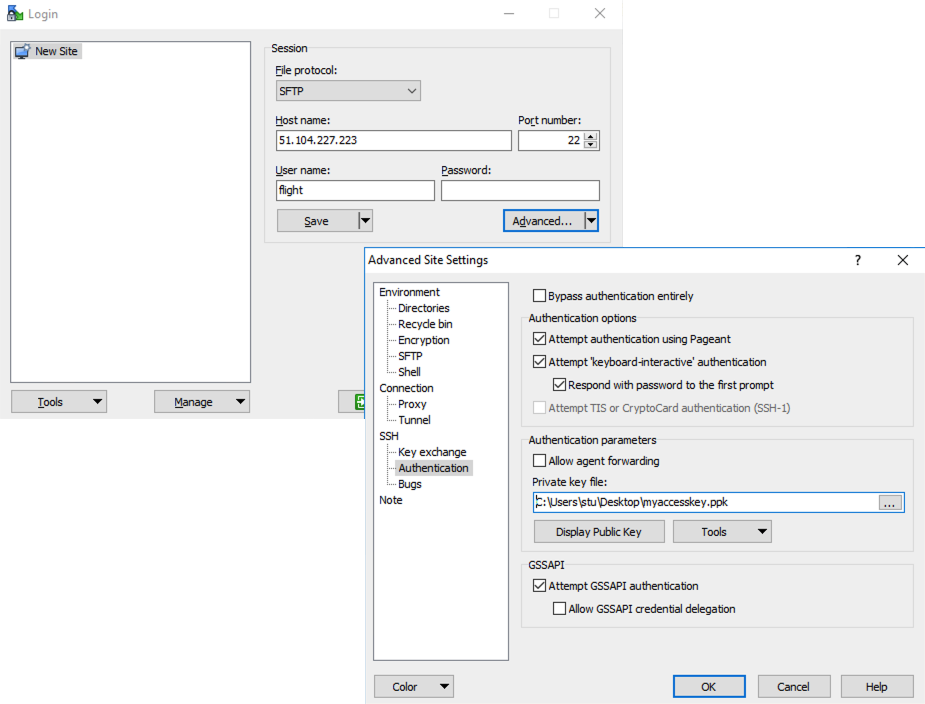 Login
New Site
Session
File protocol:
SFTP
Host name:
Port number:
51.104.227.223
22
User name:
Password:
flight
Save
Advanced...
Tools
Manage
Advanced Site Settings
?
Environment
Directories
Recycle bin
Encryption
SFTP
Shell
Connection
Proxy
Tunnel
SSH
Key exchange
Authentication
Bugs
Note
Bypass authentication entirely
Authentication options
Attempt authentication using Pageant
Attempt 'keyboard-interactive' authentication
Respond with password to the first prompt
Attempt TIS or CryptoCard authentication (SSH-1)
Authentication parameters
Allow agent forwarding
Private key file:
C:\Users\stu\Desktop\myaccesskey.ppk
...
Display Public Key
Tools
GSSAPI
Attempt GSSAPI authentication
Allow GSSAPI credential delegation
Color
OK
Cancel
Help